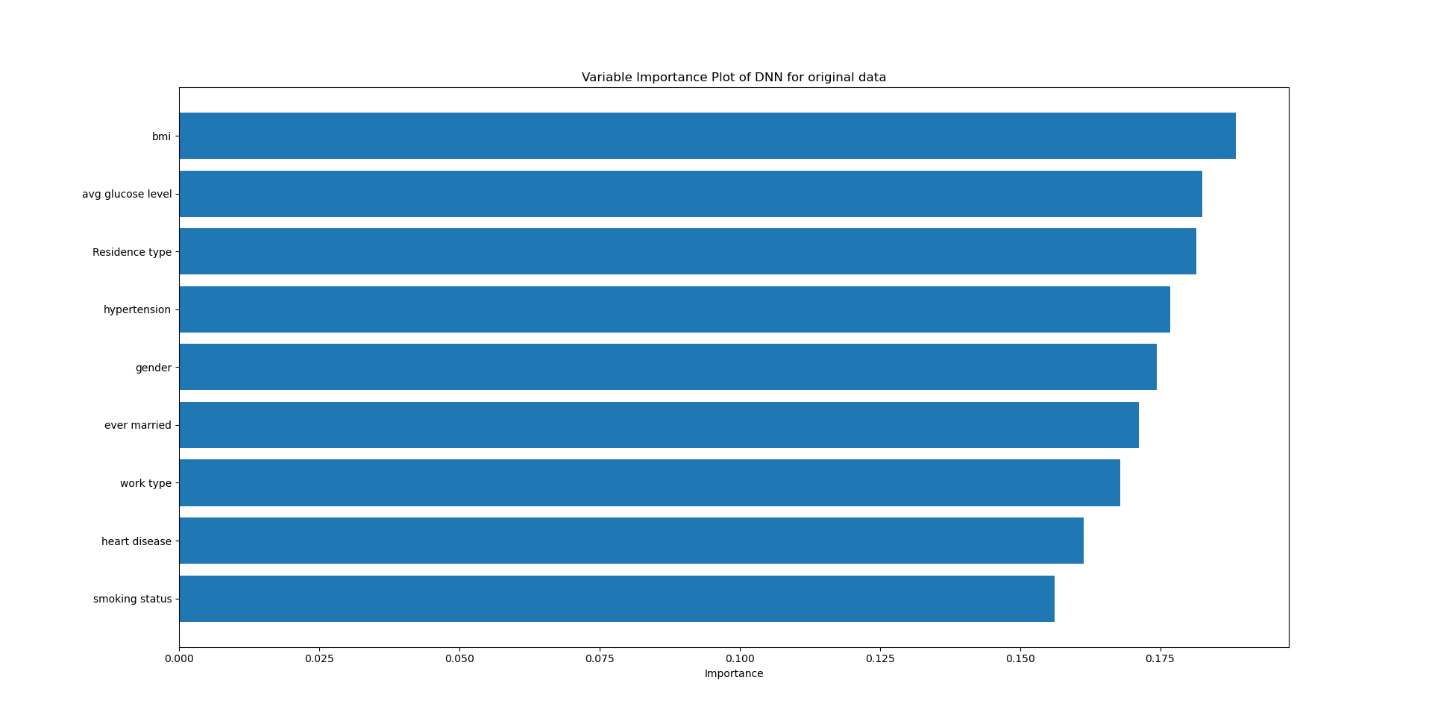 Variable Importance Plot of DNN for original data
bmi
avg glucose level
Residence type
hypertension
gender
ever married
work type
heart disease
smoking status
0.000 0.025 0.050 0.075 0.100 0.125 0.150 0.175
Importance